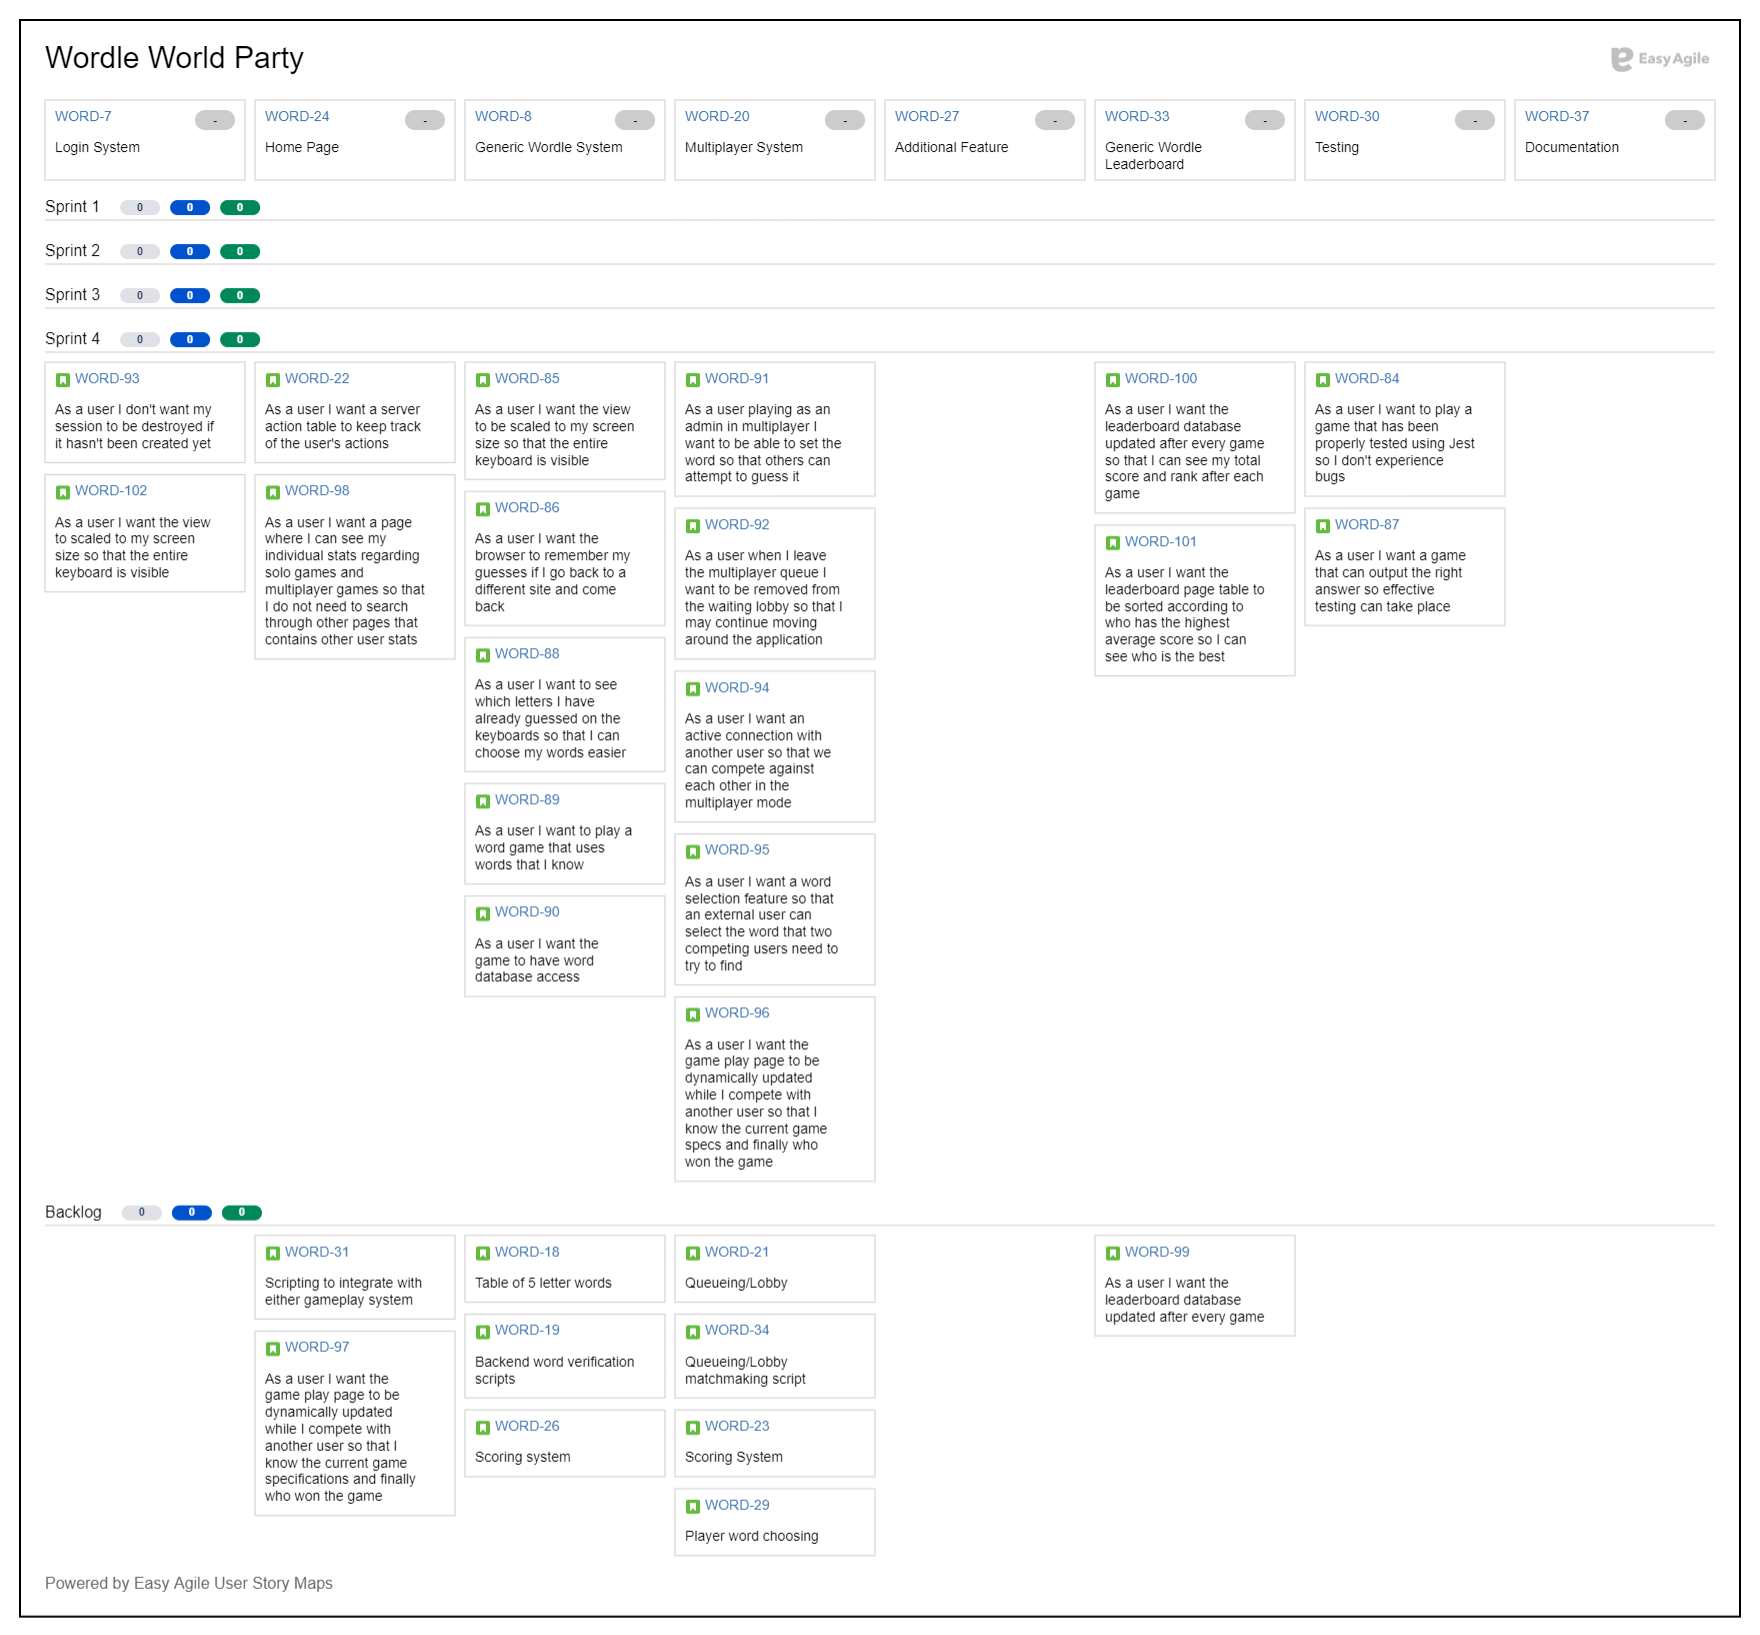 Wordle World Party
Easy Agile
WORD-7
-
Login System
WORD-24
-
Home Page
WORD-8
-
Generic Wordle System
WORD-20
-
Multiplayer System
WORD-27
-
Additional Feature
WORD-33
-
Generic Wordle
Leaderboard
WORD-30
-
Testing
WORD-37
-
Documentation
Sprint 1 0 0 0
Sprint 2 0 0 0
Sprint 3 0 0 0
Sprint 4 0 0 0
WORD-93
As a user I don't want my
session to be destroyed if
it hasn't been created yet
WORD-102
As a user I want the view
to scaled to my screen
size so that the entire
keyboard is visible
WORD-22
As a user I want a server
action table to keep track
of the user's actions
WORD-98
As a user I want a page
where I can see my
individual stats regarding
solo games and
multiplayer games so that
I do not need to search
through other pages that
contains other user stats
WORD-85
As a user I want the view
to be scaled to my screen
size so that the entire
keyboard is visible
WORD-86
As a user I want the
browser to remember my
guesses if I go back to a
different site and come
back
WORD-88
As a user I want to see
which letters I have
already guessed on the
keyboards so that I can
choose my words easier
WORD-89
As a user I want to play a
word game that uses
words that I know
WORD-90
As a user I want the
game to have word
database access
WORD-91
As a user playing as an
admin in multiplayer I
want to be able to set the
word so that others can
attempt to guess it
WORD-92
As a user when I leave
the multiplayer queue I
want to be removed from
the waiting lobby so that I
may continue moving
around the application
WORD-94
As a user I want an
active connection with
another user so that we
can compete against
each other in the
multiplayer mode
WORD-95
As a user I want a word
selection feature so that
an external user can
select the word that two
competing users need to
try to find
WORD-96
As a user I want the
game play page to be
dynamically updated
while I compete with
another user so that I
know the current game
specs and finally who
won the game
WORD-100
As a user I want the
leaderboard database
updated after every game
so that I can see my total
score and rank after each
game
WORD-101
As a user I want the
leaderboard page table to
be sorted according to
who has the highest
average score so I can
see who is the best
WORD-84
As a user I want to play a
game that has been
properly tested using Jest
so I don't experience
bugs
WORD-87
As a user I want a game
that can output the right
answer so effective
testing can take place
Backlog 0 0 0
WORD-31
Scripting to integrate with
either gameplay system
WORD-97
As a user I want the
game play page to be
dynamically updated
while I compete with
another user so that I
know the current game
specifications and finally
who won the game
WORD-18
Table of 5 letter words
WORD-19
Backend word verification
scripts
WORD-26
Scoring system
WORD-21
Queueing/Lobby
WORD-34
Queueing/Lobby
matchmaking script
WORD-23
Scoring System
WORD-29
Player word choosing
WORD-99
As a user I want the
leaderboard database
updated after every game
Powered by Easy Agile User Story Maps